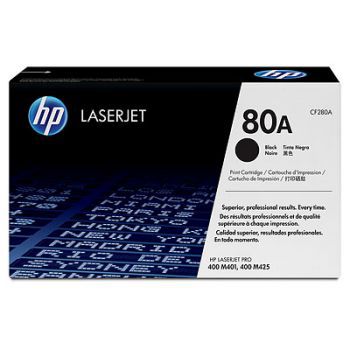 hp
LASERJET
80A
CF280A
Black
Noire
Tinta Negra
黑色
Print Cartridge / Cartouche d'Impression /
Cartucho de Impresión / 打印硒鼓
Superior, professional results. Every time.
Des résultats professionnels et de qualité
supérieure à chaque impression.
Calidad superior, resultados profesionales.
En todo momento.
HP LASERJET PRO
400 M401, 400 M425